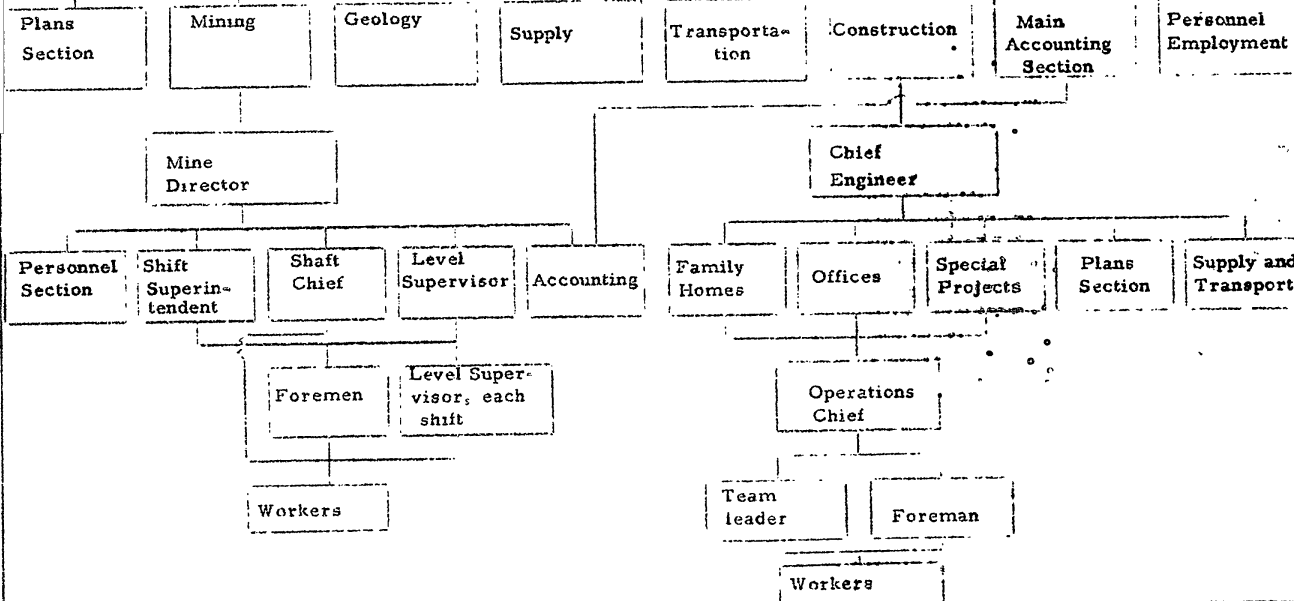 Plans
Section
Mining
Geology
Supply
Transporta-
tion
Construction
Main
Accounting
Section
Personnel
Employment
Mine
Director
Chief
Engineer
Personnel
Section
Shift
Superin-
tendent
Shaft
Chief
Level
Supervisor
Accounting
Family
Homes
Offices
Special
Projects
Plans
Section
Supply and
Transport
Foremen
Level Super-
visor, each
shift
Operations
Chief
Workers
Team
leader
Foreman
Workers